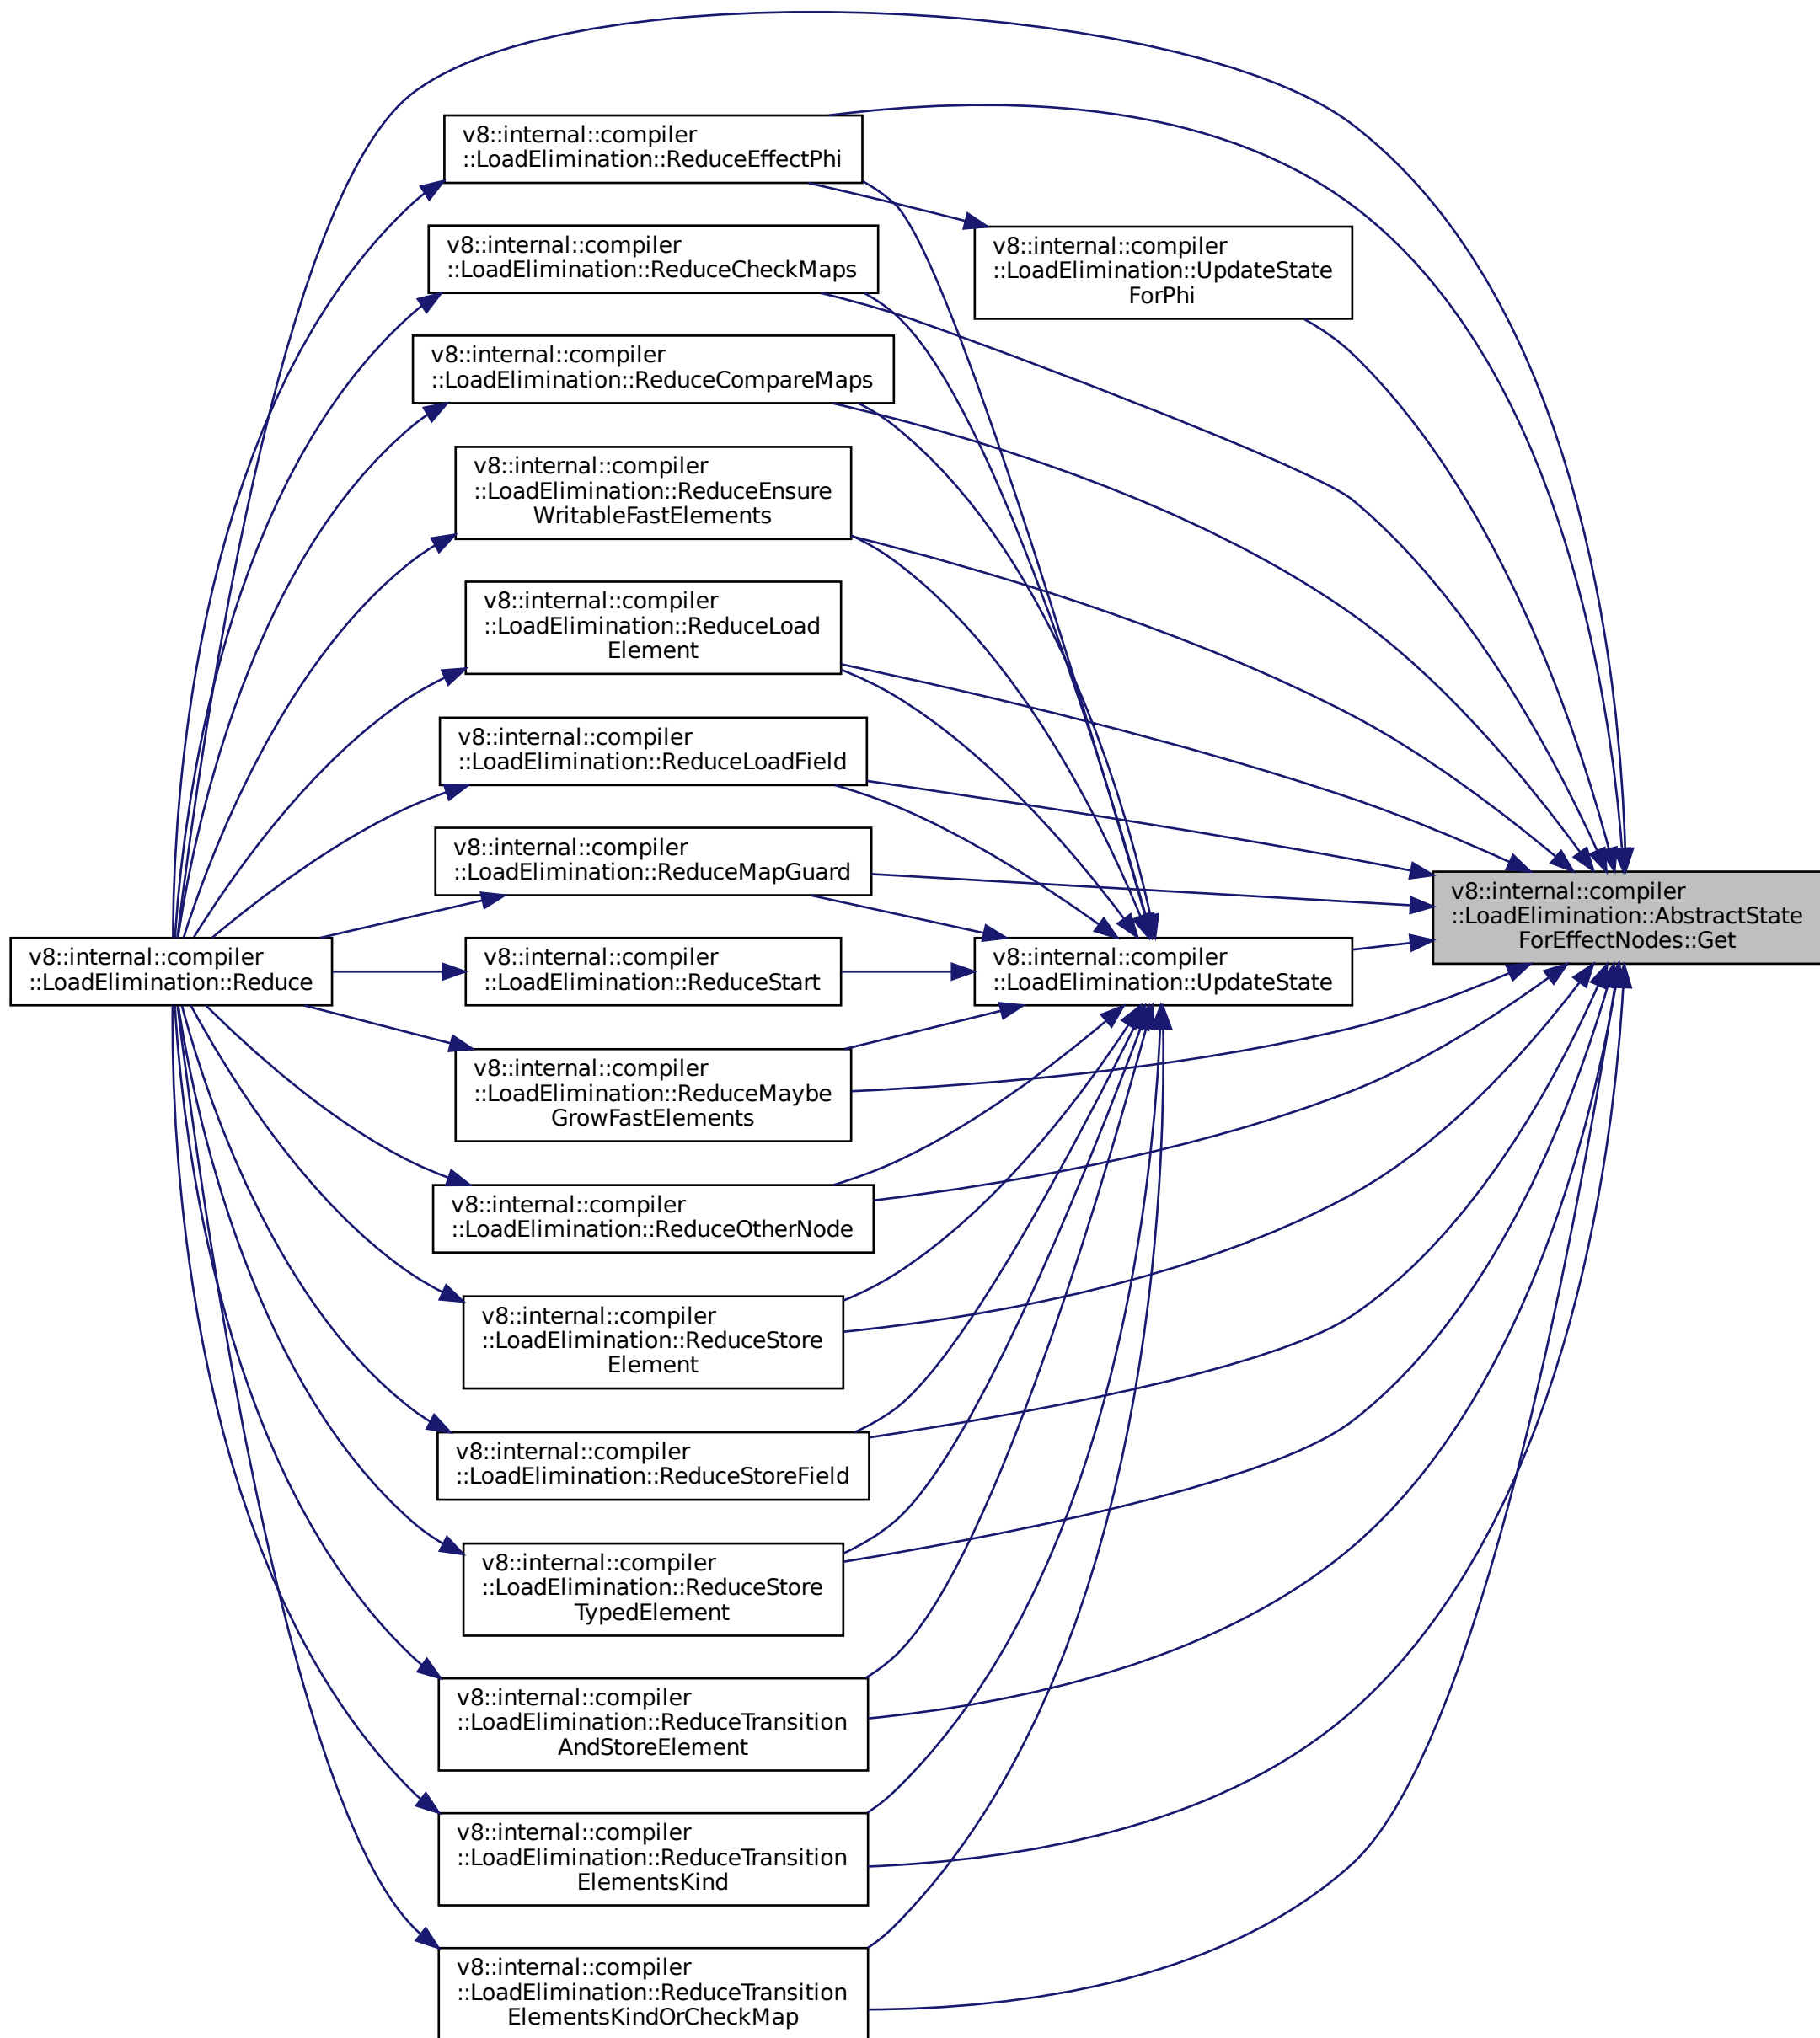 v8::internal::compiler
::LoadElimination::ReduceEffectPhi
v8::internal::compiler
::LoadElimination::UpdateState
ForPhi
v8::internal::compiler
::LoadElimination::ReduceCheckMaps
v8::internal::compiler
::LoadElimination::ReduceCompareMaps
v8::internal::compiler
::LoadElimination::ReduceEnsure
WritableFastElements
v8::internal::compiler
::LoadElimination::ReduceLoad
Element
v8::internal::compiler
::LoadElimination::ReduceLoadField
v8::internal::compiler
::LoadElimination::ReduceMapGuard
v8::internal::compiler
::LoadElimination::AbstractState
ForEffectNodes::Get
v8::internal::compiler
::LoadElimination::Reduce
v8::internal::compiler
::LoadElimination::ReduceStart
v8::internal::compiler
::LoadElimination::UpdateState
v8::internal::compiler
::LoadElimination::ReduceMaybe
GrowFastElements
v8::internal::compiler
::LoadElimination::ReduceOtherNode
v8::internal::compiler
::LoadElimination::ReduceStore
Element
v8::internal::compiler
::LoadElimination::ReduceStoreField
v8::internal::compiler
::LoadElimination::ReduceStore
TypedElement
v8::internal::compiler
::LoadElimination::ReduceTransition
AndStoreElement
v8::internal::compiler
::LoadElimination::ReduceTransition
ElementsKind
v8::internal::compiler
::LoadElimination::ReduceTransition
ElementsKindOrCheckMap